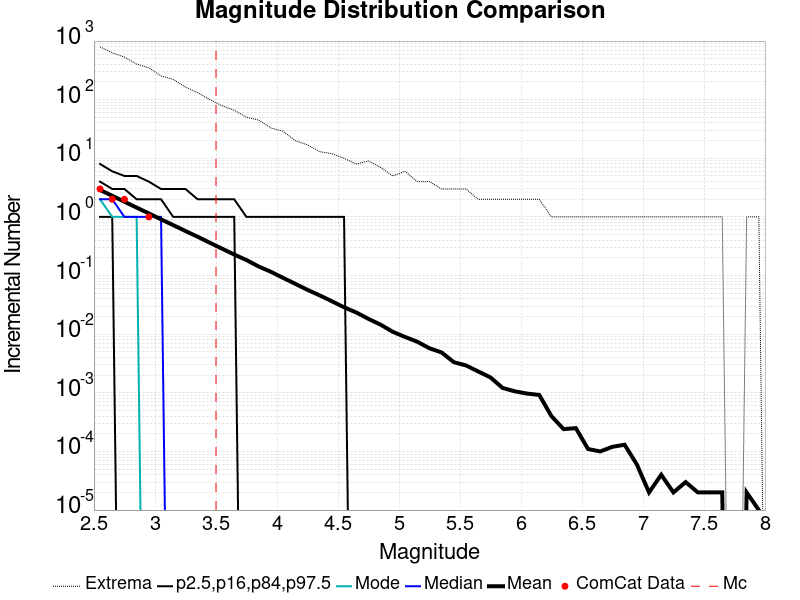 Magnitude Distribution Comparison
10^3
10^2
10^1
10^0
10^-1
10^-2
10^-3
10^-4
10^-5
Incremental Number
2.5 3 3.5 4 4.5 5 5.5 6 6.5 7 7.5 8
Magnitude
Extrema p2.5,p16,p84,p97.5 Mode Median Mean ComCat Data Mc